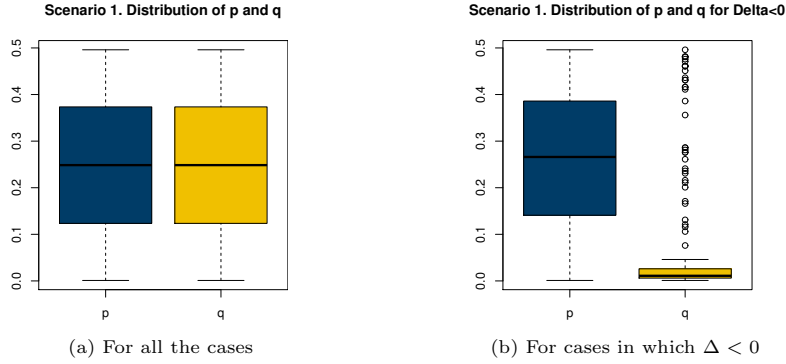 Scenario 1. Distribution of p and q
0.5
0.4
0.3
0.2
0.1
0.0
p q
(a) For all the cases
Scenario 1. Distribution of p and q for Delta<0
0.5
0.4
0.3
0.2
0.1
0.0
p q
(b) For cases in which Δ < 0